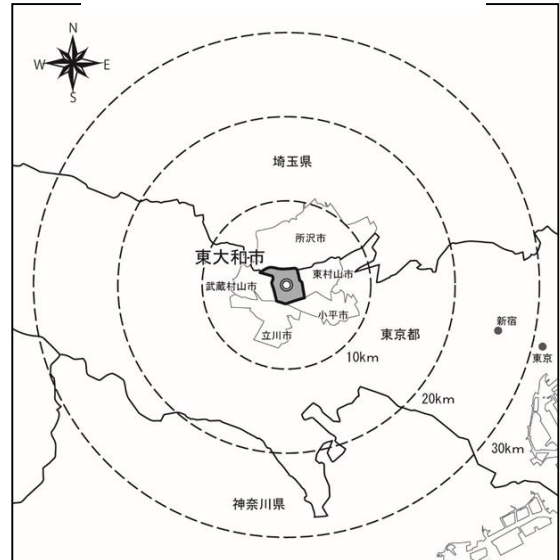 N
W E
S
埼玉県
所沢市
東大和市
東村山市
武蔵村山市
小平市
立川市
東京都
新宿
東京
10km
20km
30km
神奈川県